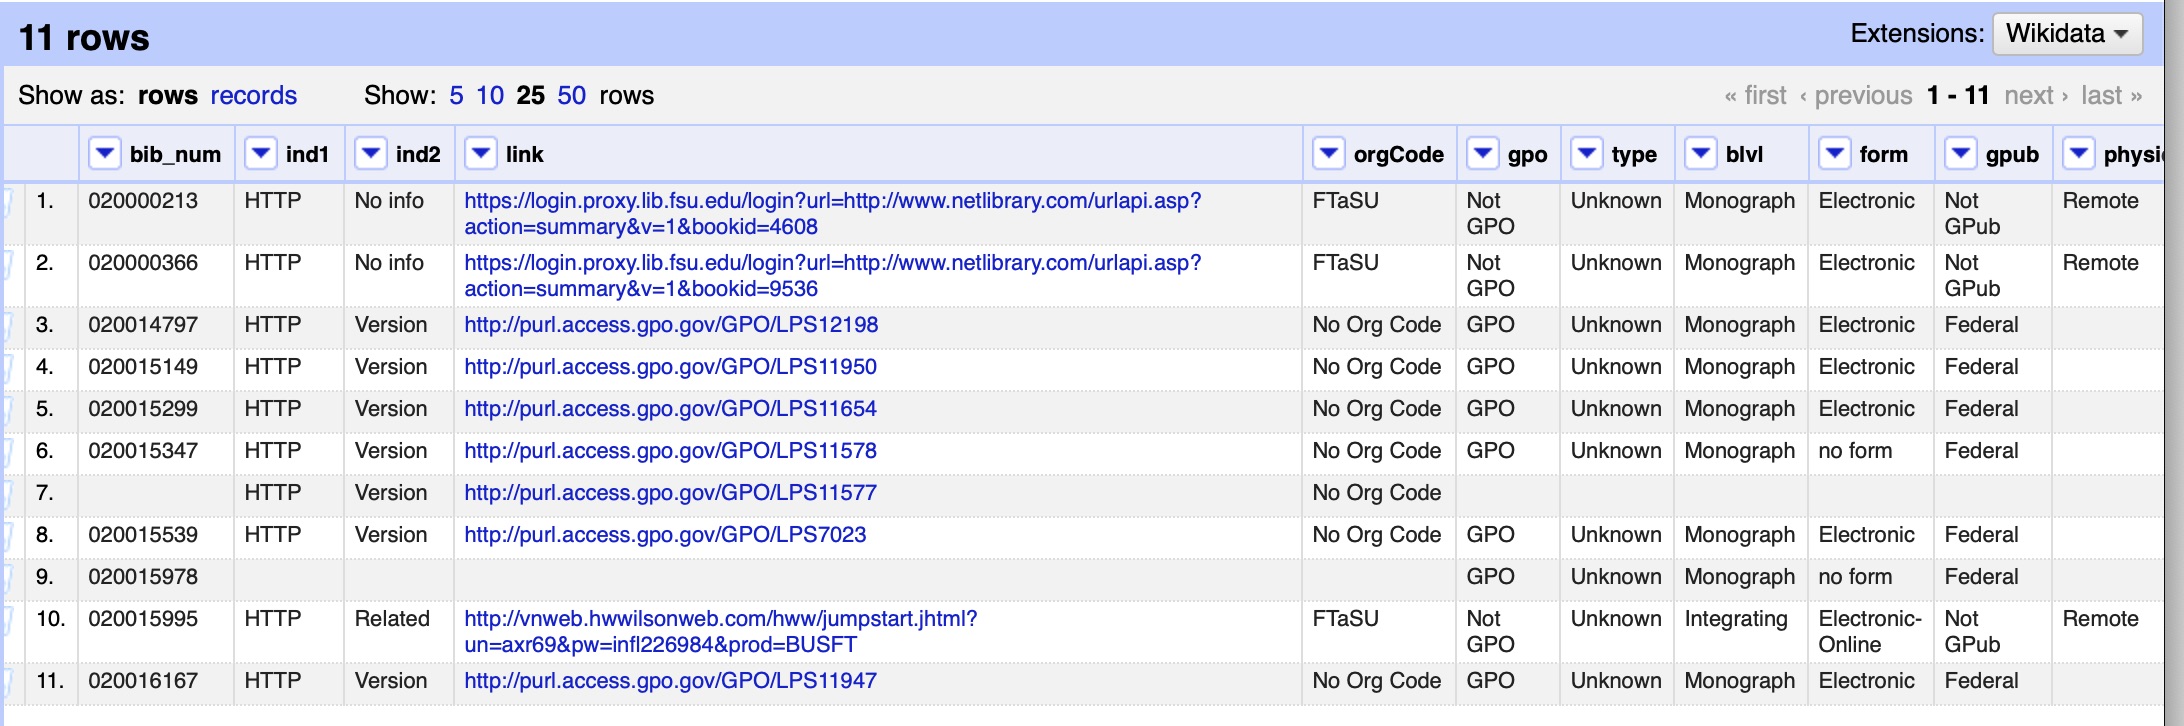 11 rows Extensions: Wikidata
Show as: rows records Show: 5 10 25 50 rows « first ‹ previous 1 - 11 next › last »
bib_num ind1 ind2 link orgCode gpo type blvl form gpub physi
1. 020000213 HTTP No info https://login.proxy.lib.fsu.edu/login?url=http://www.netlibrary.com/urlapi.asp? FTaSU Not Unknown Monograph Electronic Not Remote
action=summary&v=1&bookid=4608 GPO GPub
2. 020000366 HTTP No info https://login.proxy.lib.fsu.edu/login?url=http://www.netlibrary.com/urlapi.asp? FTaSU Not Unknown Monograph Electronic Not Remote
action=summary&v=1&bookid=9536 GPO GPub
3. 020014797 HTTP Version http://purl.access.gpo.gov/GPO/LPS12198 No Org Code GPO Unknown Monograph Electronic Federal
4. 020015149 HTTP Version http://purl.access.gpo.gov/GPO/LPS11950 No Org Code GPO Unknown Monograph Electronic Federal
5. 020015299 HTTP Version http://purl.access.gpo.gov/GPO/LPS11654 No Org Code GPO Unknown Monograph Electronic Federal
6. 020015347 HTTP Version http://purl.access.gpo.gov/GPO/LPS11578 No Org Code GPO Unknown Monograph no form Federal
7. HTTP Version http://purl.access.gpo.gov/GPO/LPS11577 No Org Code
8. 020015539 HTTP Version http://purl.access.gpo.gov/GPO/LPS7023 No Org Code GPO Unknown Monograph Electronic Federal
9. 020015978 GPO Unknown Monograph no form Federal
10. 020015995 HTTP Related http://vnweb.hwwilsonweb.com/hww/jumpstart.jhtml? FTaSU Not Unknown Integrating Electronic- Not Remote
un=axr69&pw=infl226984&prod=BUSFT GPO Online GPub
11. 020016167 HTTP Version http://purl.access.gpo.gov/GPO/LPS11947 No Org Code GPO Unknown Monograph Electronic Federal